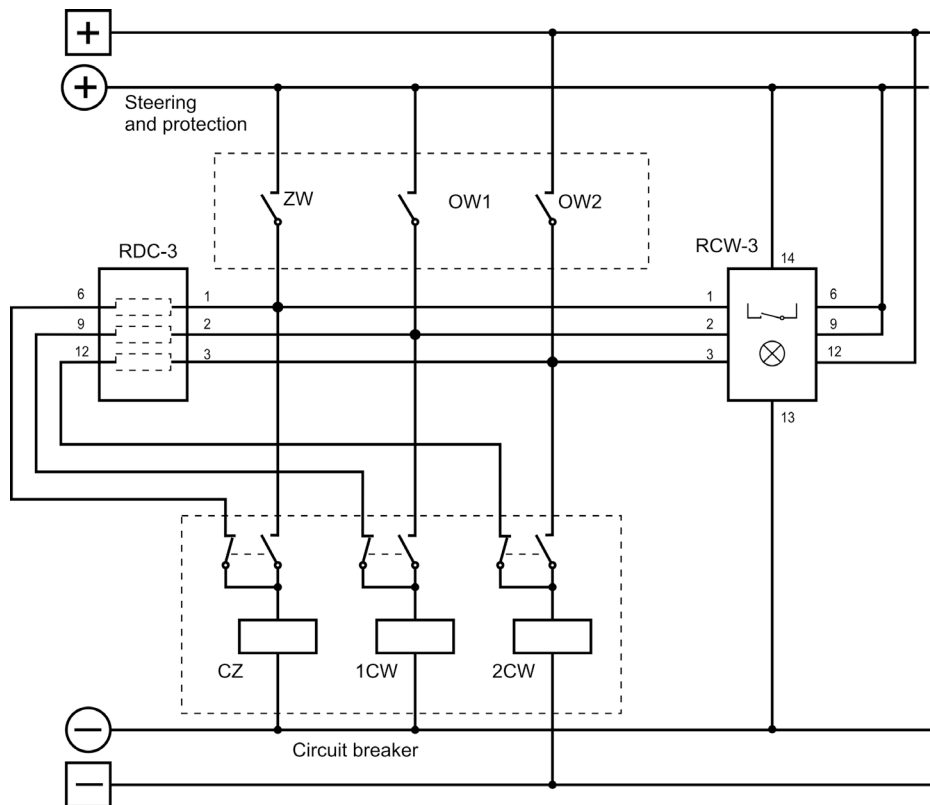 +
+
Steering
and protection
ZW
OW1
OW2
RDC-3
RCW-3
14
6
1
1
6
9
2
2
9
12
3
3
12
13
CZ
1CW
2CW
−
Circuit breaker
−